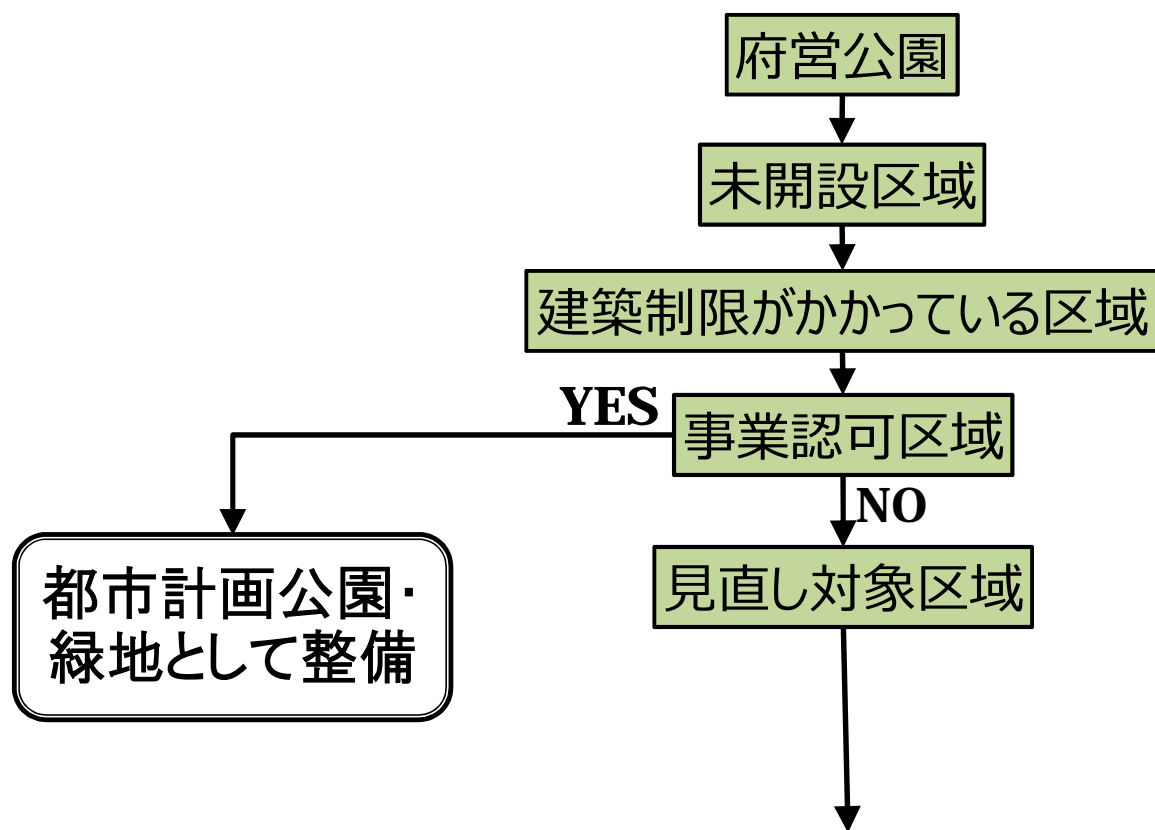 府営公園
未開設区域
建築制限がかかっている区域
YES
事業認可区域
NO
見直し対象区域
都市計画公園・
緑地として整備